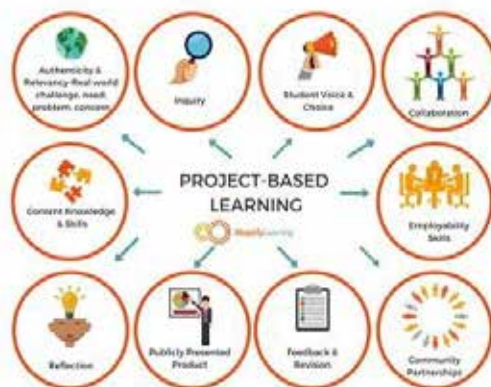 Authenticity &
Relevancy-Real world
challenge, need,
problem, concern
Inquiry
Student Voice &
Choice
Collaboration
PROJECT-BASED
LEARNING
Content Knowledge
& Skills
Employability
Skills
Reflection
Publicly Presented
Product
Feedback &
Revision
Community
Partnerships